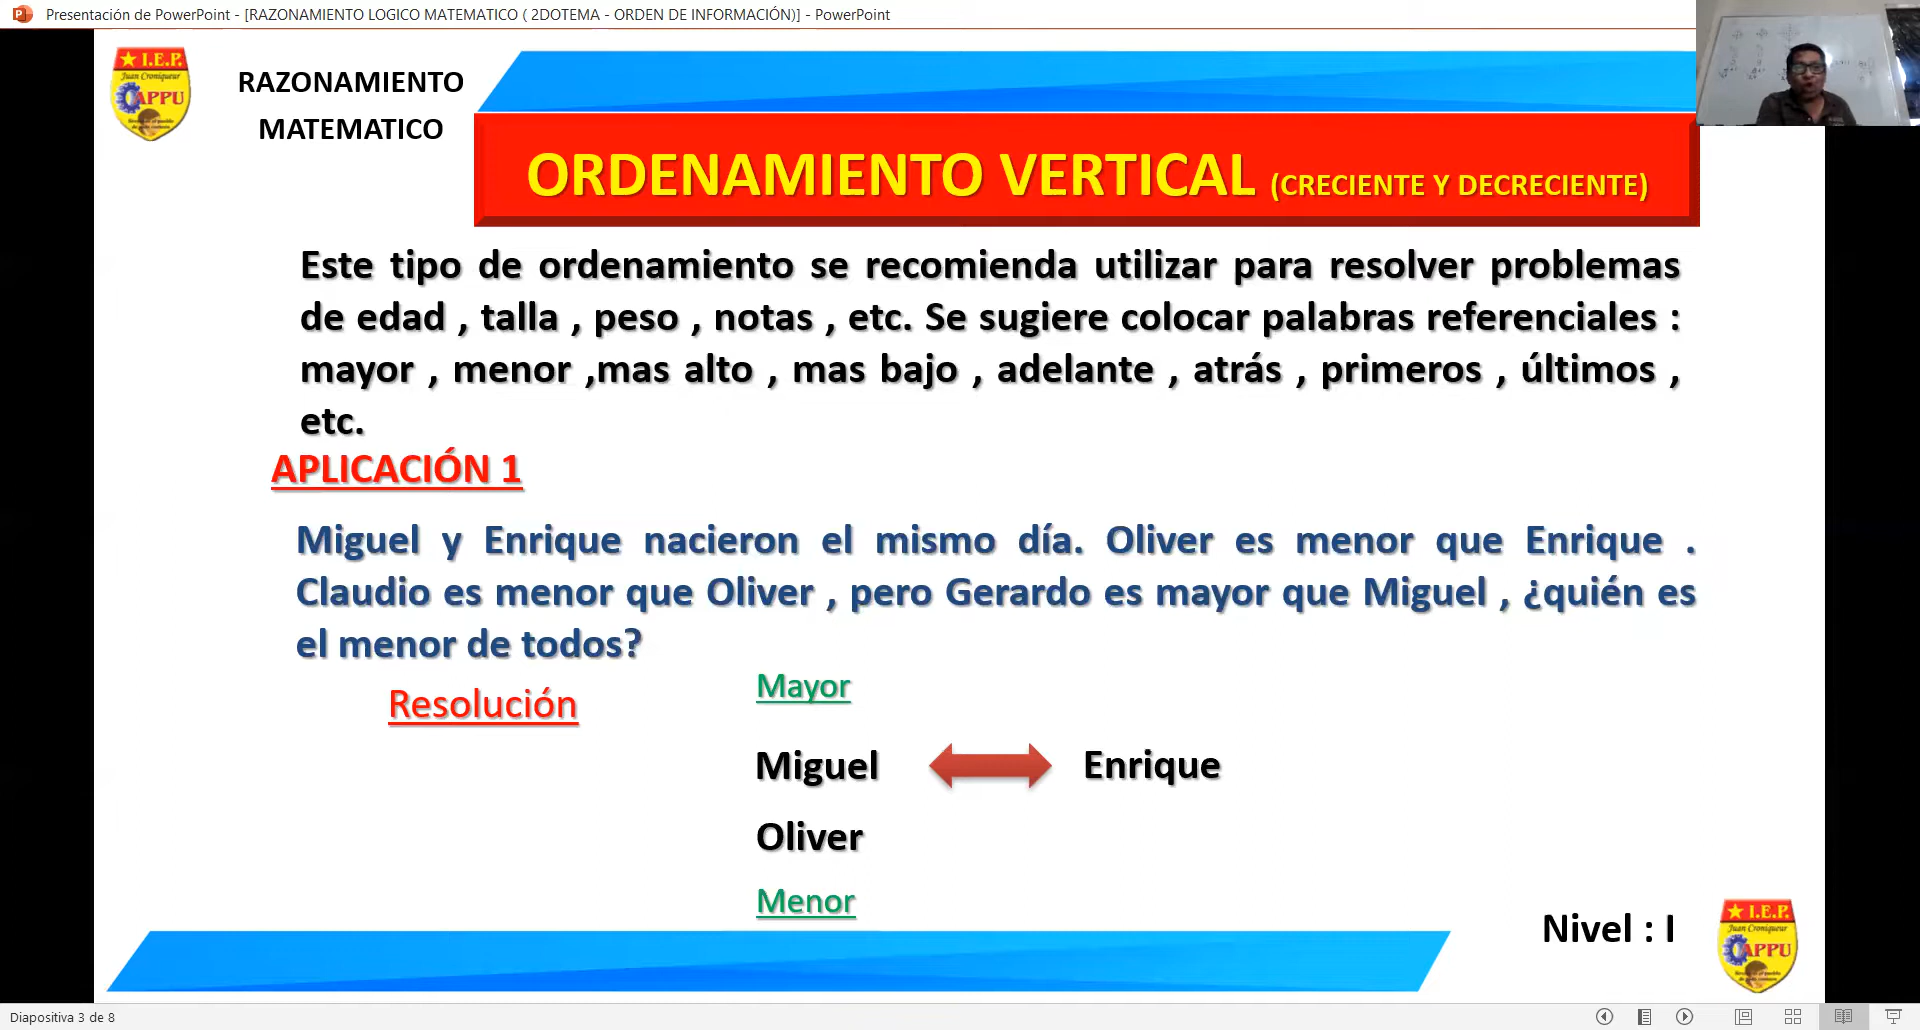 Presentación de PowerPoint - [RAZONAMIENTO LOGICO MATEMATICO ( 2DOTEMA - ORDEN DE INFORMACIÓN)] - PowerPoint
I.E.P.
Juan Croniqueur
APPU
RAZONAMIENTO
MATEMATICO
ORDENAMIENTO VERTICAL (CRECIENTE Y DECRECIENTE)
Este tipo de ordenamiento se recomienda utilizar para resolver problemas
de edad , talla , peso , notas , etc. Se sugiere colocar palabras referenciales :
mayor , menor ,mas alto , mas bajo , adelante , atrás , primeros , últimos ,
etc.
APLICACIÓN 1
Miguel y Enrique nacieron el mismo día. Oliver es menor que Enrique .
Claudio es menor que Oliver , pero Gerardo es mayor que Miguel , ¿quién es
el menor de todos?
Resolución
Mayor
Miguel Enrique
Oliver
Menor
Nivel : I
I.E.P.
Juan Croniqueur
APPU
Diapositiva 3 de 8